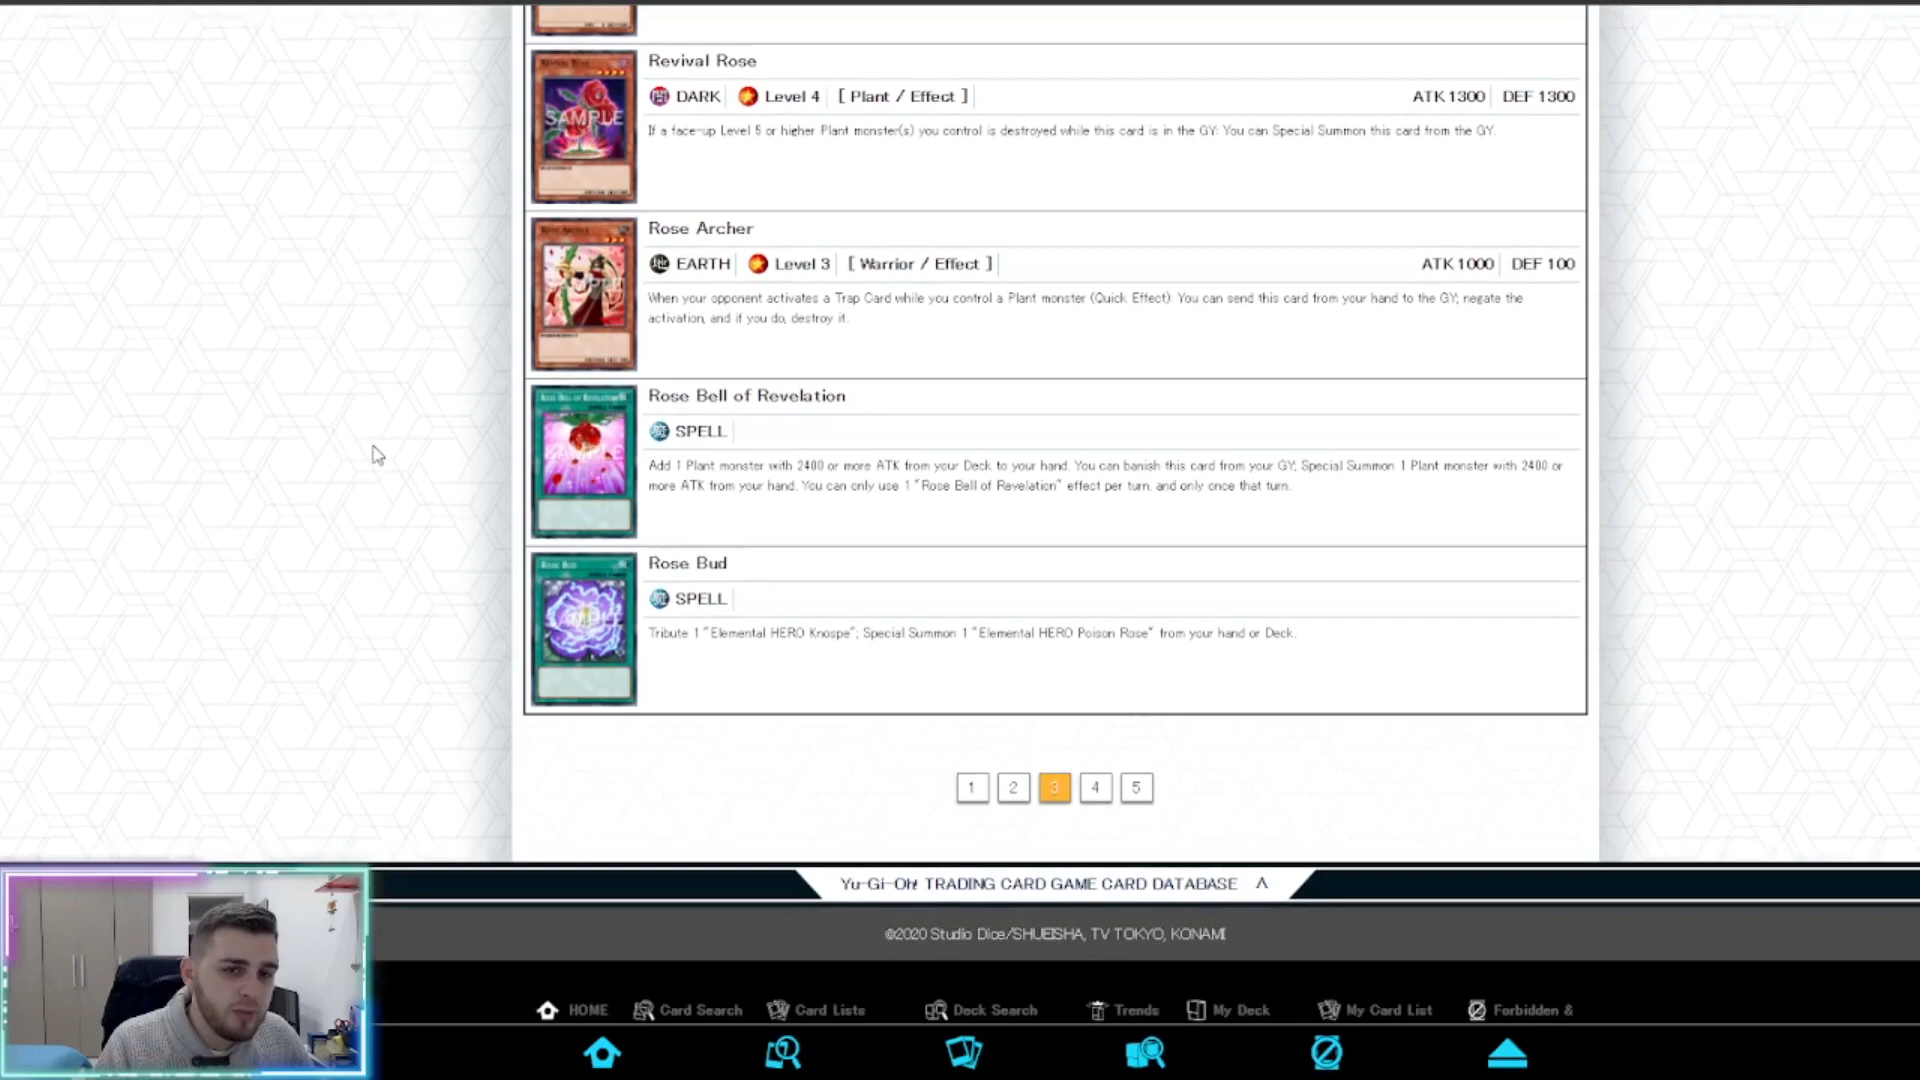 Revival Rose
DARK Level 4 [ Plant / Effect ] ATK 1300 DEF 1300
If a face-up Level 5 or higher Plant monster(s) you control is destroyed while this card is in the GY: You can Special Summon this card from the GY.
SAMPLE
Rose Archer
EARTH Level 3 [ Warrior / Effect ] ATK 1000 DEF 100
When your opponent activates a Trap Card while you control a Plant monster (Quick Effect): You can send this card from your hand to the GY; negate the
activation, and if you do, destroy it.
Rose Bell of Revelation
SPELL
Add 1 Plant monster with 2400 or more ATK from your Deck to your hand. You can banish this card from your GY; Special Summon 1 Plant monster with 2400 or
more ATK from your hand. You can only use 1 "Rose Bell of Revelation" effect per turn, and only once that turn.
Rose Bud
SPELL
Tribute 1 "Elemental HERO Knospe"; Special Summon 1 "Elemental HERO Poison Rose" from your hand or Deck.
1 2 3 4 5
Yu-Gi-Oh! TRADING CARD GAME CARD DATABASE
©2020 Studio Dice/SHUEISHA, TV TOKYO, KONAMI
HOME Card Search Card Lists Deck Search Trends My Deck My Card List Forbidden &